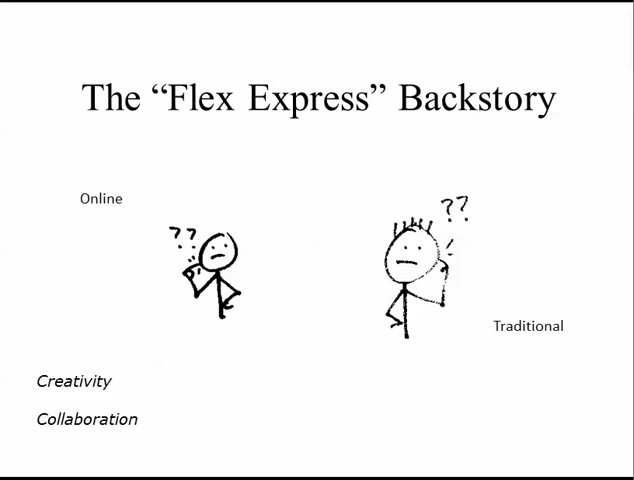 The “Flex Express” Backstory
Online
??
??
Traditional
Creativity
Collaboration